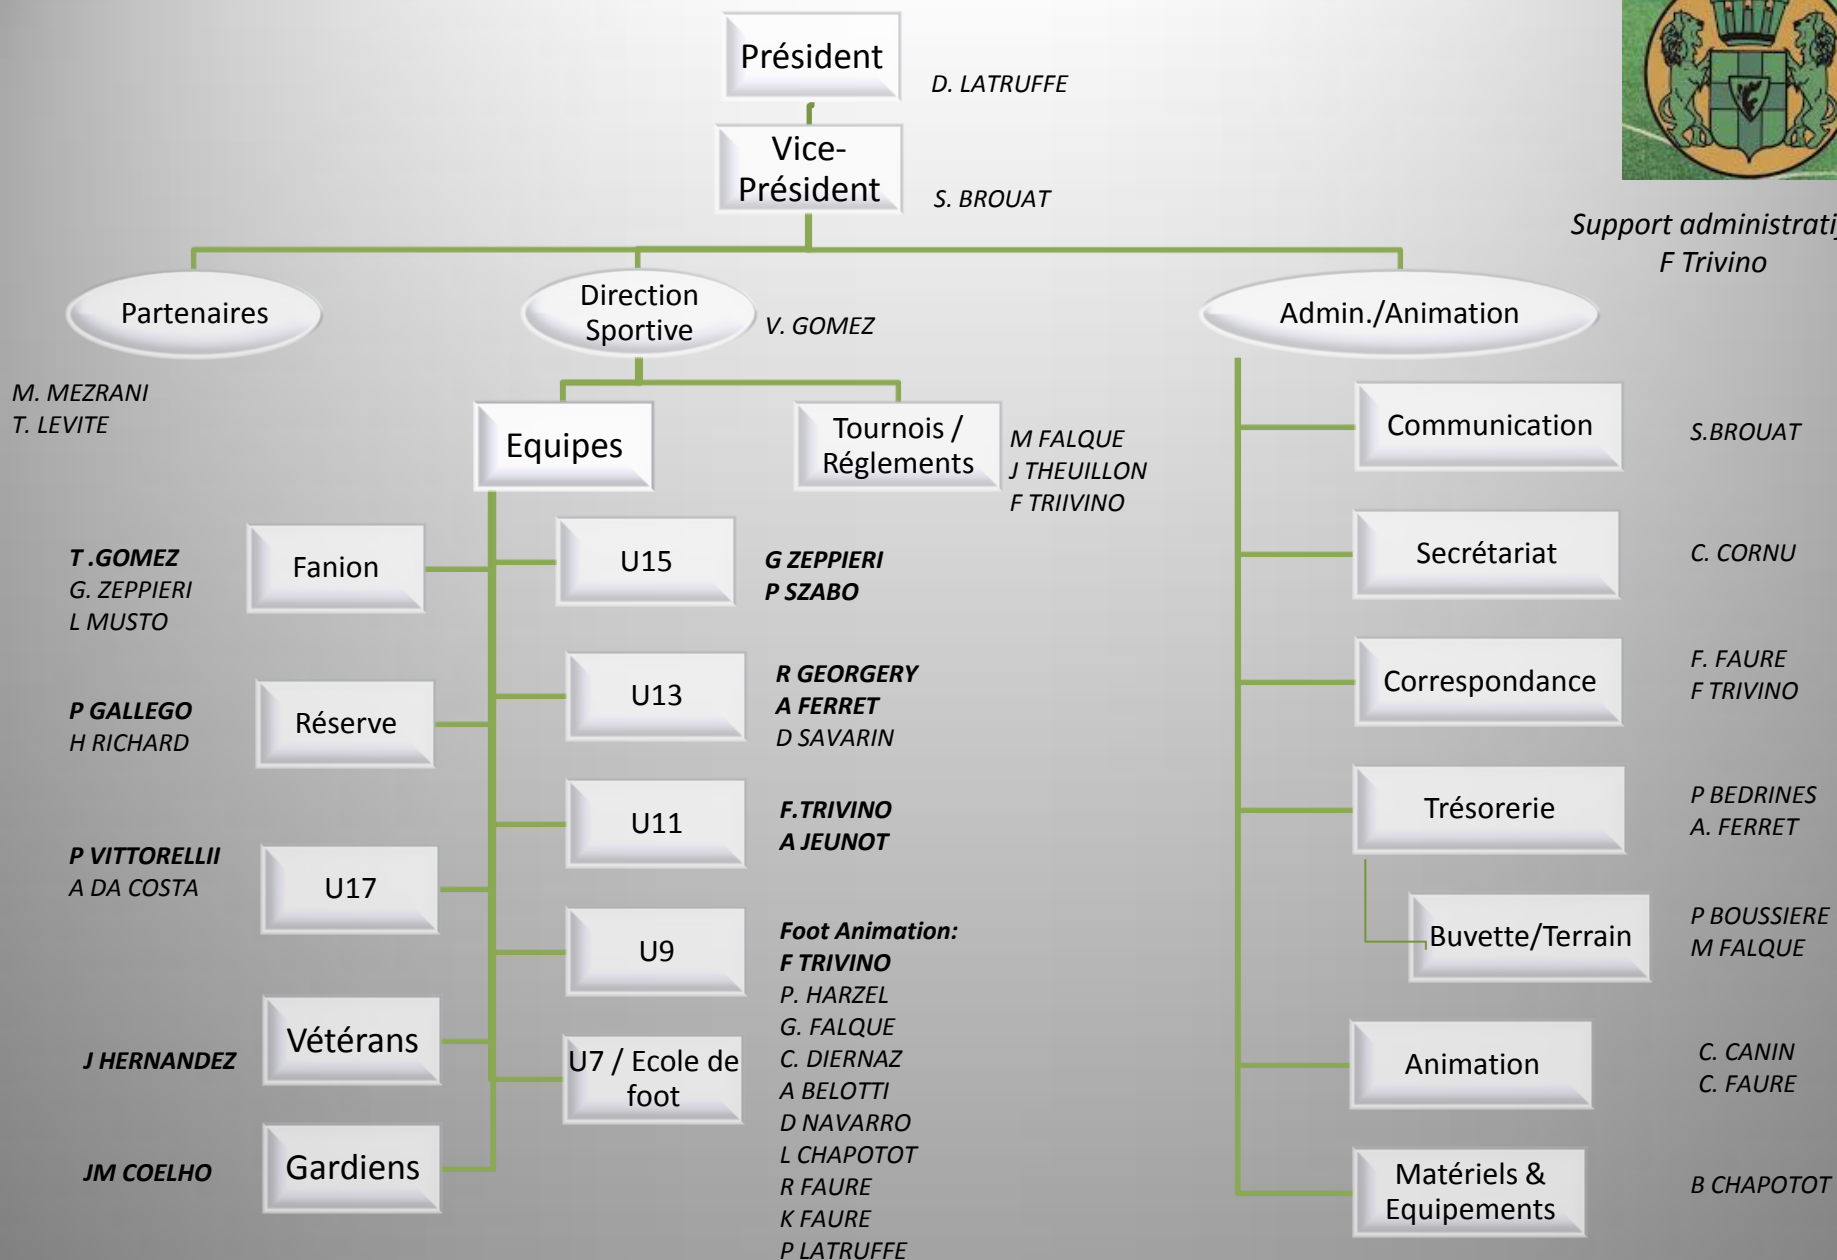 Président
D. LATRUFFE
Vice-
Président
S. BROUAT
Support administratif
F Trivino
Partenaires
M. MEZRANI
T. LEVITE
Direction
Sportive
V. GOMEZ
Admin./Animation
Equipes
Tournois /
Réglements
M FALQUE
J THEUILLON
F TRIIVINO
Fanion
T .GOMEZ
G. ZEPPIERI
L MUSTO
Réserve
P GALLEGO
H RICHARD
U17
P VITTORELLII
A DA COSTA
Vétérans
J HERNANDEZ
Gardiens
JM COELHO
U15
G ZEPPIERI
P SZABO
U13
R GEORGERY
A FERRET
D SAVARIN
U11
F.TRIVINO
A JEUNOT
U9
U7 / Ecole de
foot
Foot Animation:
F TRIVINO
P. HARZEL
G. FALQUE
C. DIERNAZ
A BELOTTI
D NAVARRO
L CHAPOTOT
R FAURE
K FAURE
P LATRUFFE
Communication
S.BROUAT
Secrétariat
C. CORNU
Correspondance
F. FAURE
F TRIVINO
Trésorerie
P BEDRINES
A. FERRET
Buvette/Terrain
P BOUSSIERE
M FALQUE
Animation
C. CANIN
C. FAURE
Matériels &
Equipements
B CHAPOTOT